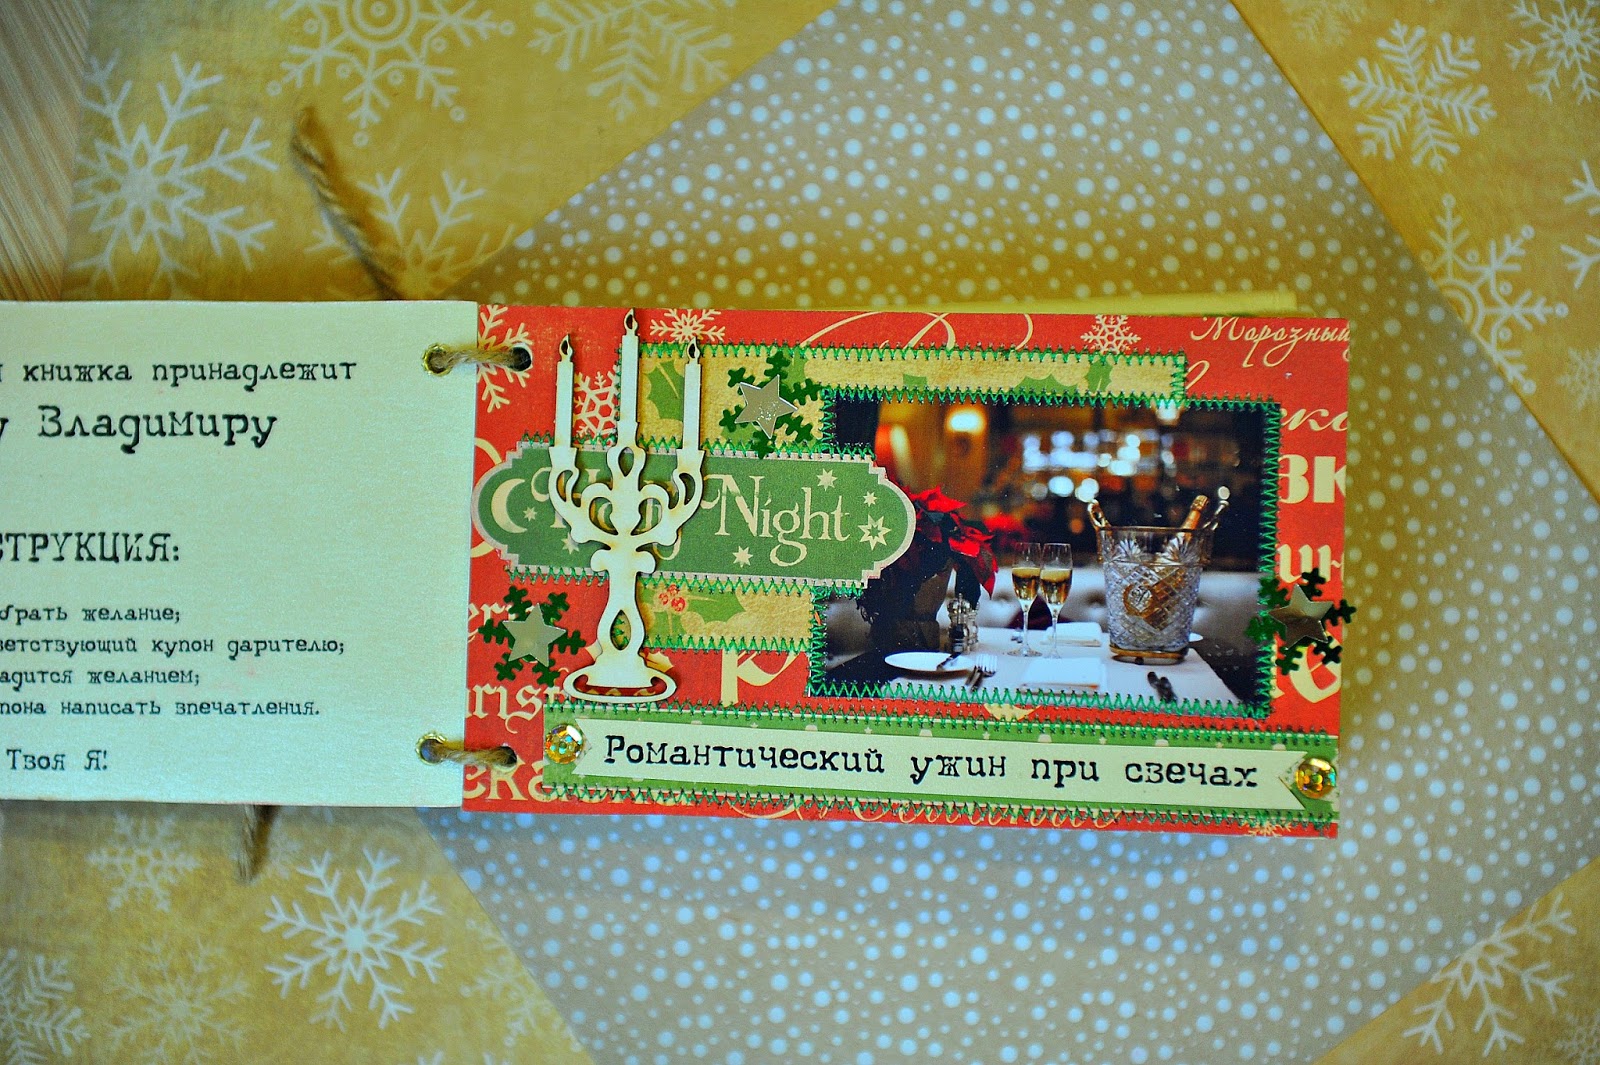 книжка принадлежит
Владимиру
СТРУКЦИЯ:
брать желание;
ветствующий купон дарителю;
адится желанием;
пона написать впечатления.
Твоя Я!
Морозный
Night
Романтический ужин при свечах